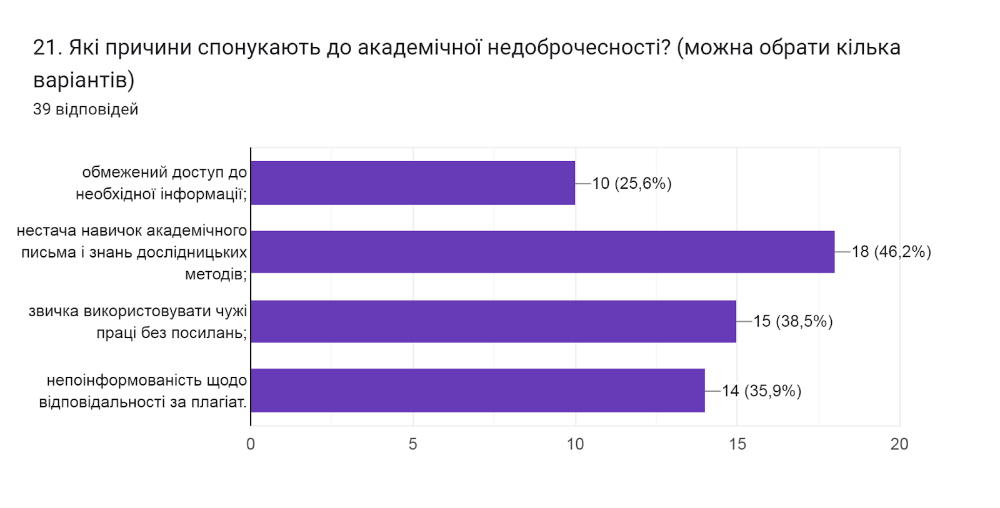 21. Які причини спонукають до академічної недоброчесності? (можна обрати кілька
варіантів)
39 відповідей
обмежений доступ до
необхідної інформації;
10 (25,6%)
нестача навичок академічного
письма і знань дослідницьких
методів;
18 (46,2%)
звичка використовувати чужі
праці без посилань;
15 (38,5%)
непоінформованість щодо
відповідальності за плагіат.
14 (35,9%)
0 5 10 15 20